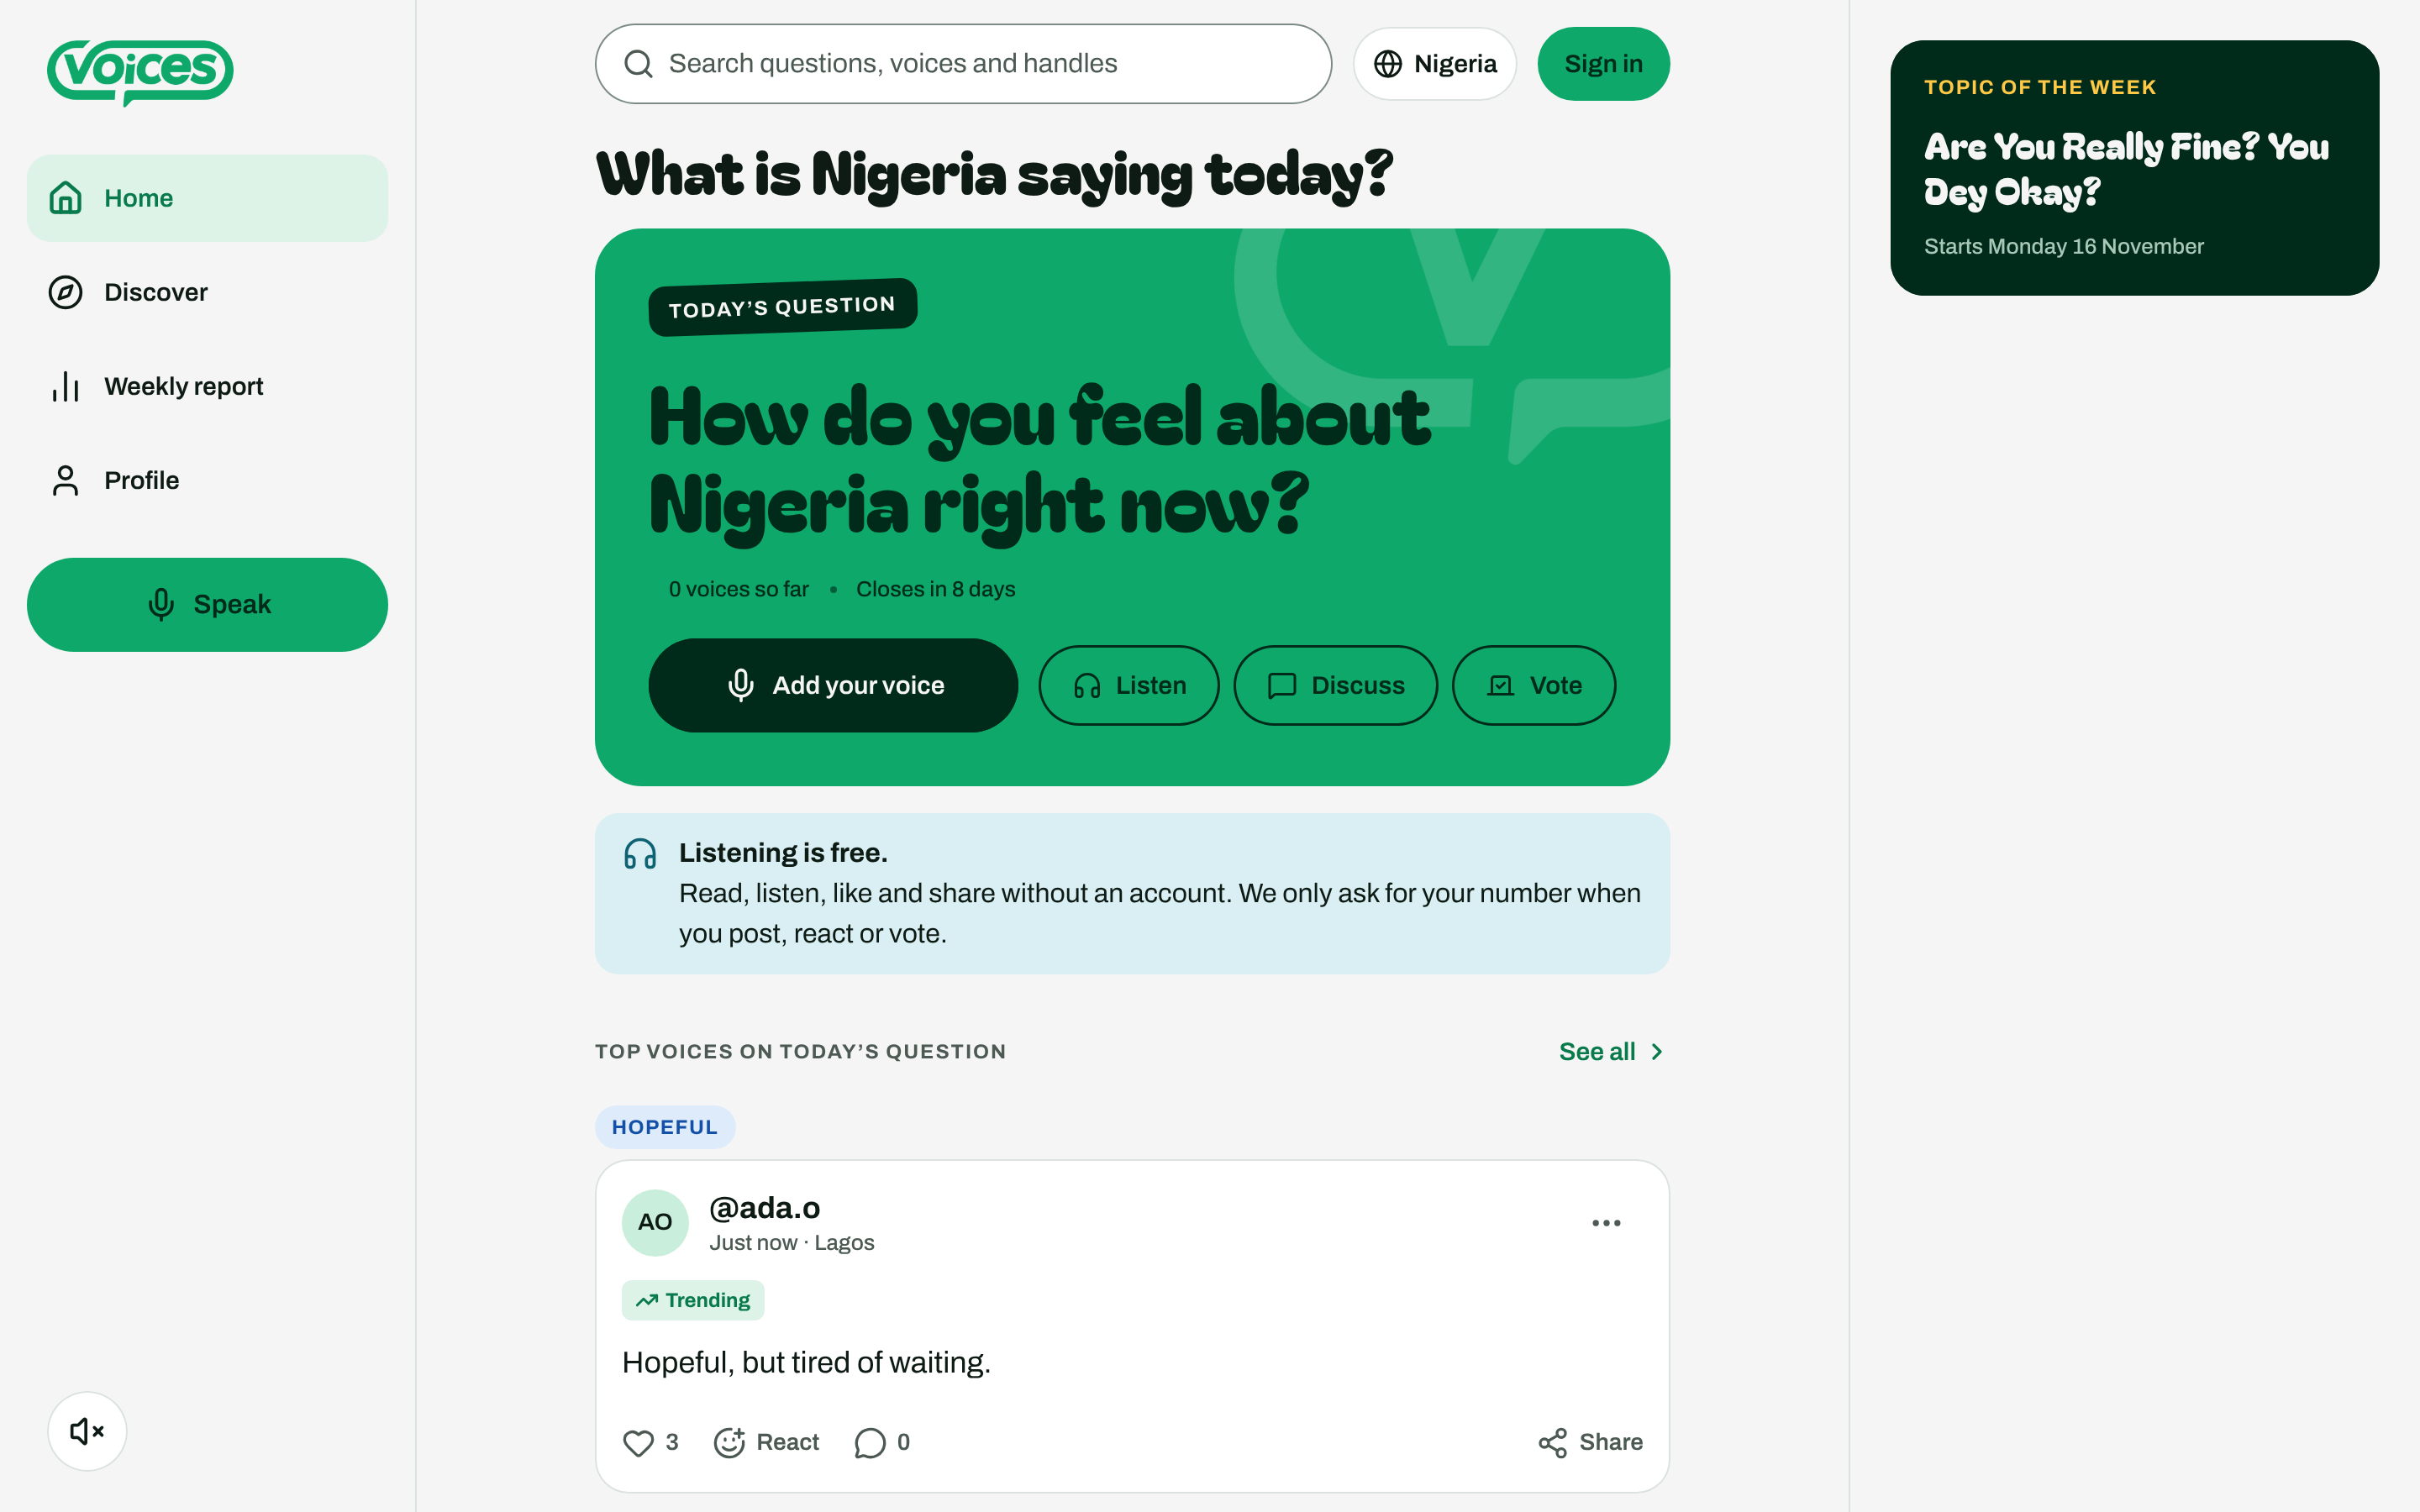 voices
Home
Discover
Weekly report
Profile
Speak
Search questions, voices and handles
Nigeria
Sign in
What is Nigeria saying today?
TODAY’S QUESTION
How do you feel about
Nigeria right now?
0 voices so far • Closes in 8 days
Add your voice
Listen
Discuss
Vote
Listening is free.
Read, listen, like and share without an account. We only ask for your number when
you post, react or vote.
TOP VOICES ON TODAY’S QUESTION
See all
HOPEFUL
AO
@ada.o
Just now · Lagos
Trending
Hopeful, but tired of waiting.
3
React
0
Share
TOPIC OF THE WEEK
Are You Really Fine? You
Dey Okay?
Starts Monday 16 November